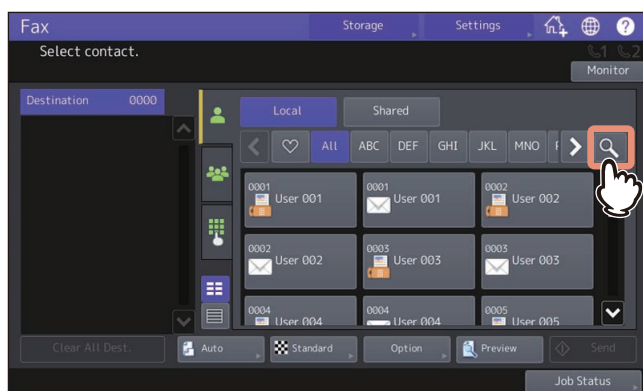 Fax Storage Settings
Select contact.
1 2
Monitor
Destination 0000
Local Shared
All ABC DEF GHI JKL MNO
0001 User 001
0001 User 001
0002 User 002
0002 User 002
0003 User 003
0003 User 003
0004 User 004
0004 User 004
0005 User 005
Clear All Dest. Auto Standard Option Preview Send
Job Status